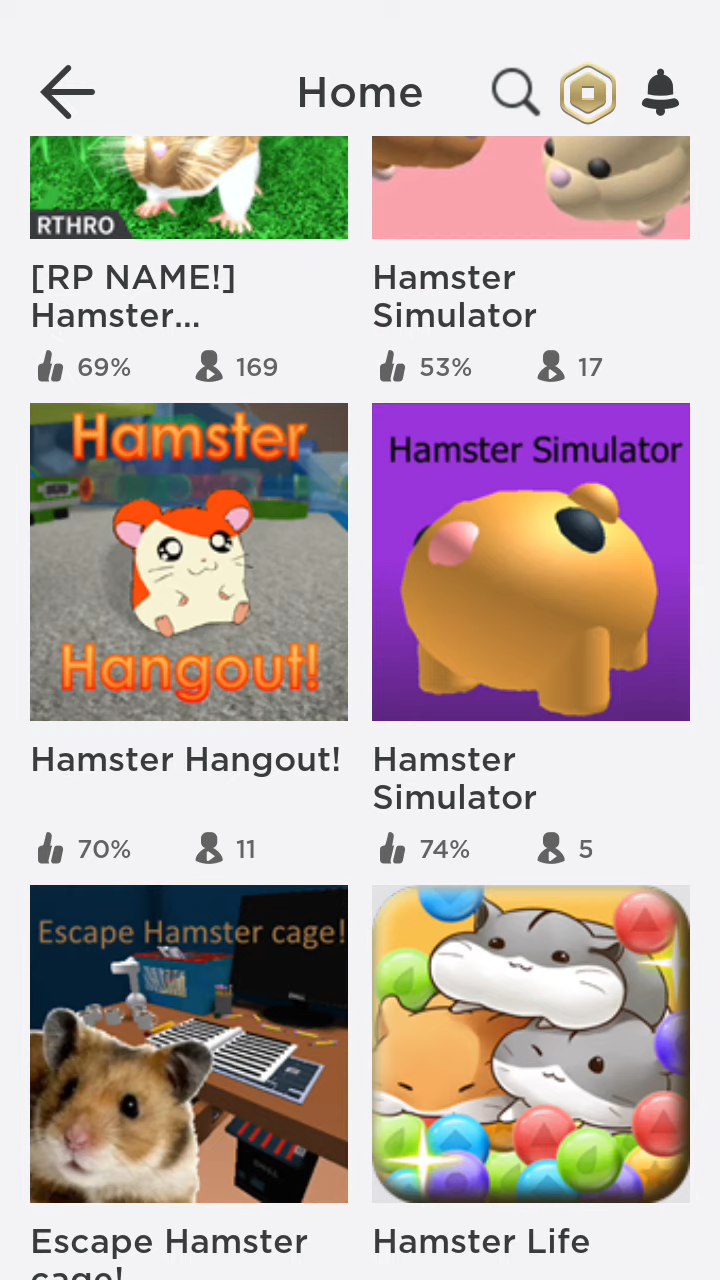 Home
RTHRO
[RP NAME!]
Hamster...
69%
169
Hamster
Simulator
53%
17
Hamster
Hangout!
Hamster Hangout!
70%
11
Hamster Simulator
Hamster
Simulator
74%
5
Escape Hamster cage!
Escape Hamster
cage!
Hamster Life